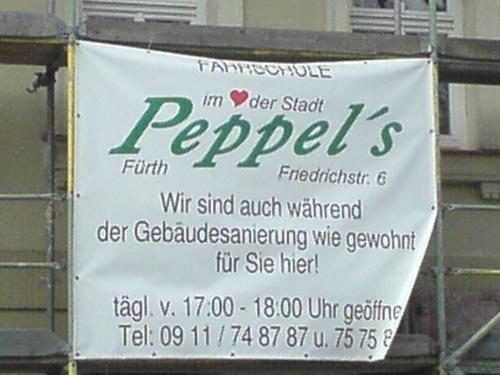 FAHRSCHULE
im ♥ der Stadt
Peppel´s
Fürth Friedrichstr. 6
Wir sind auch während
der Gebäudesanierung wie gewohnt
für Sie hier!
tägl. v. 17:00 - 18:00 Uhr geöffne
Tel: 09 11 / 74 87 87 u. 75 75 8